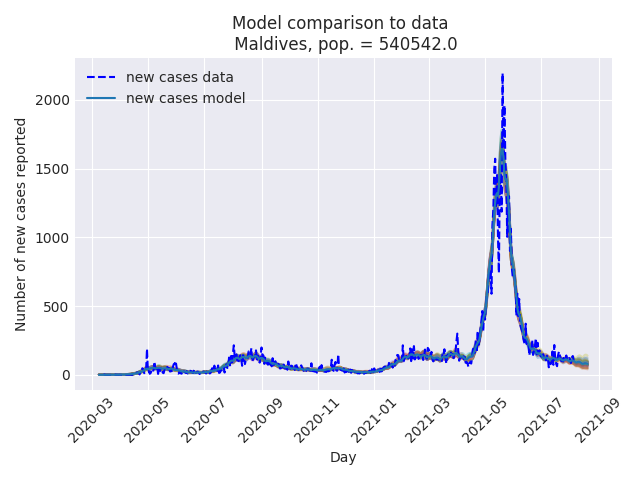 Model comparison to data
Maldives, pop. = 540542.0
new cases data
new cases model
Number of new cases reported
2000
1500
1000
500
0
2020-03
2020-05
2020-07
2020-09
2020-11
2021-01
2021-03
2021-05
2021-07
2021-09
Day